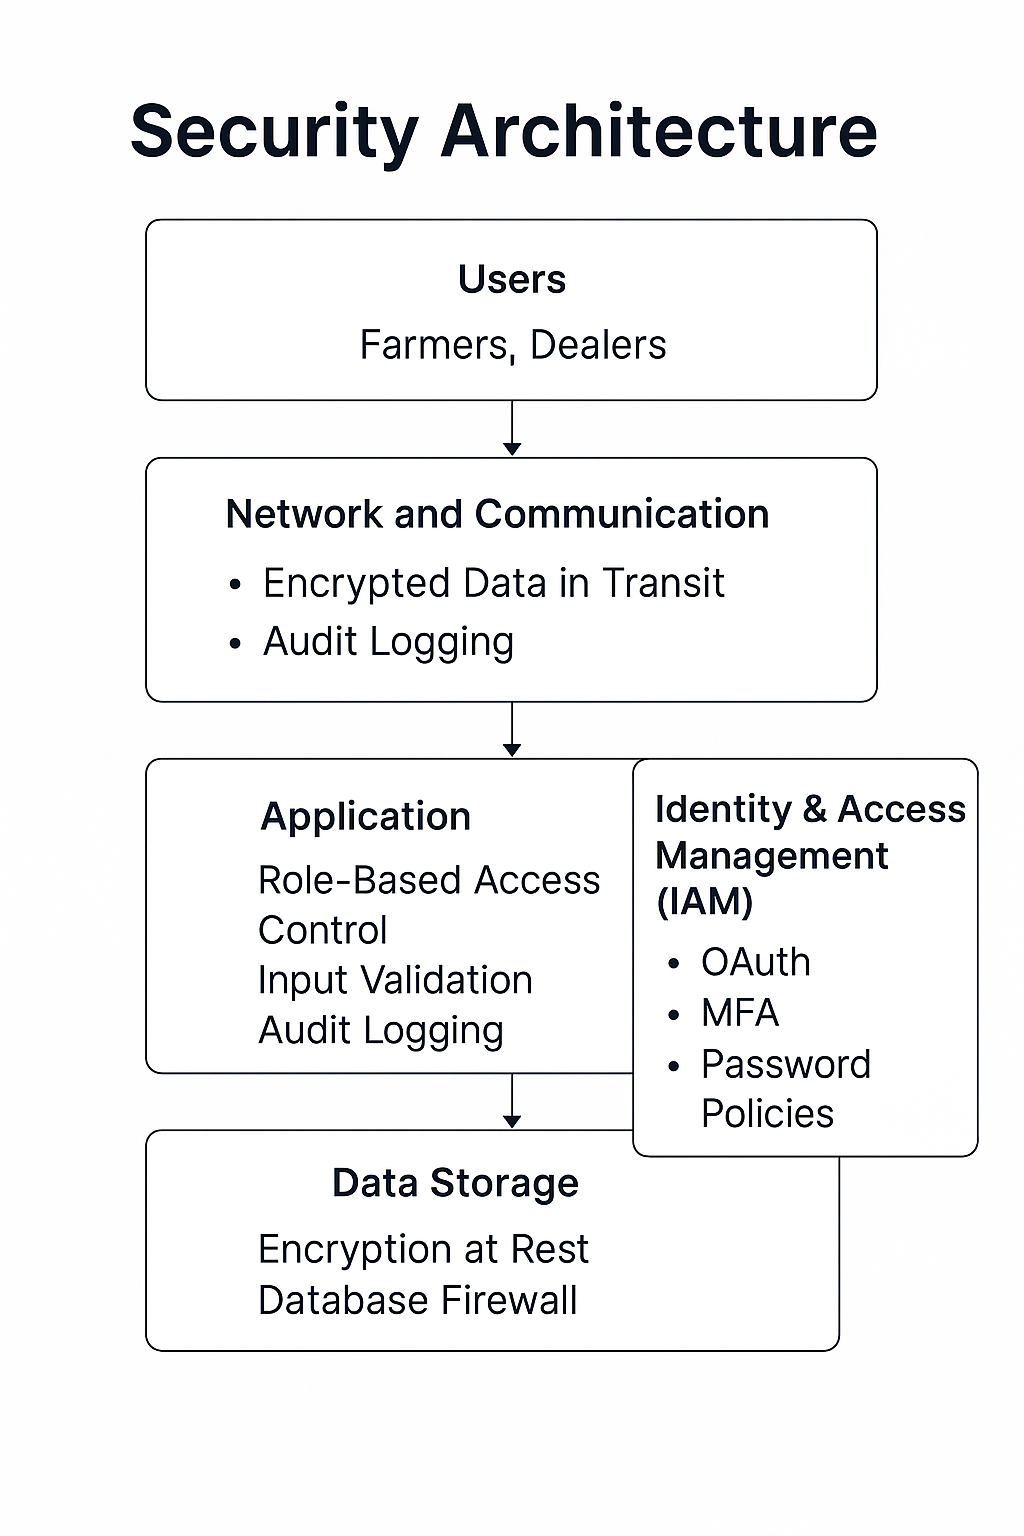 Security Architecture
Users
Farmers, Dealers
Network and Communication
• Encrypted Data in Transit
• Audit Logging
Application
Role-Based Access
Control
Input Validation
Audit Logging
Identity & Access
Management
(IAM)
• OAuth
• MFA
• Password
Policies
Data Storage
Encryption at Rest
Database Firewall